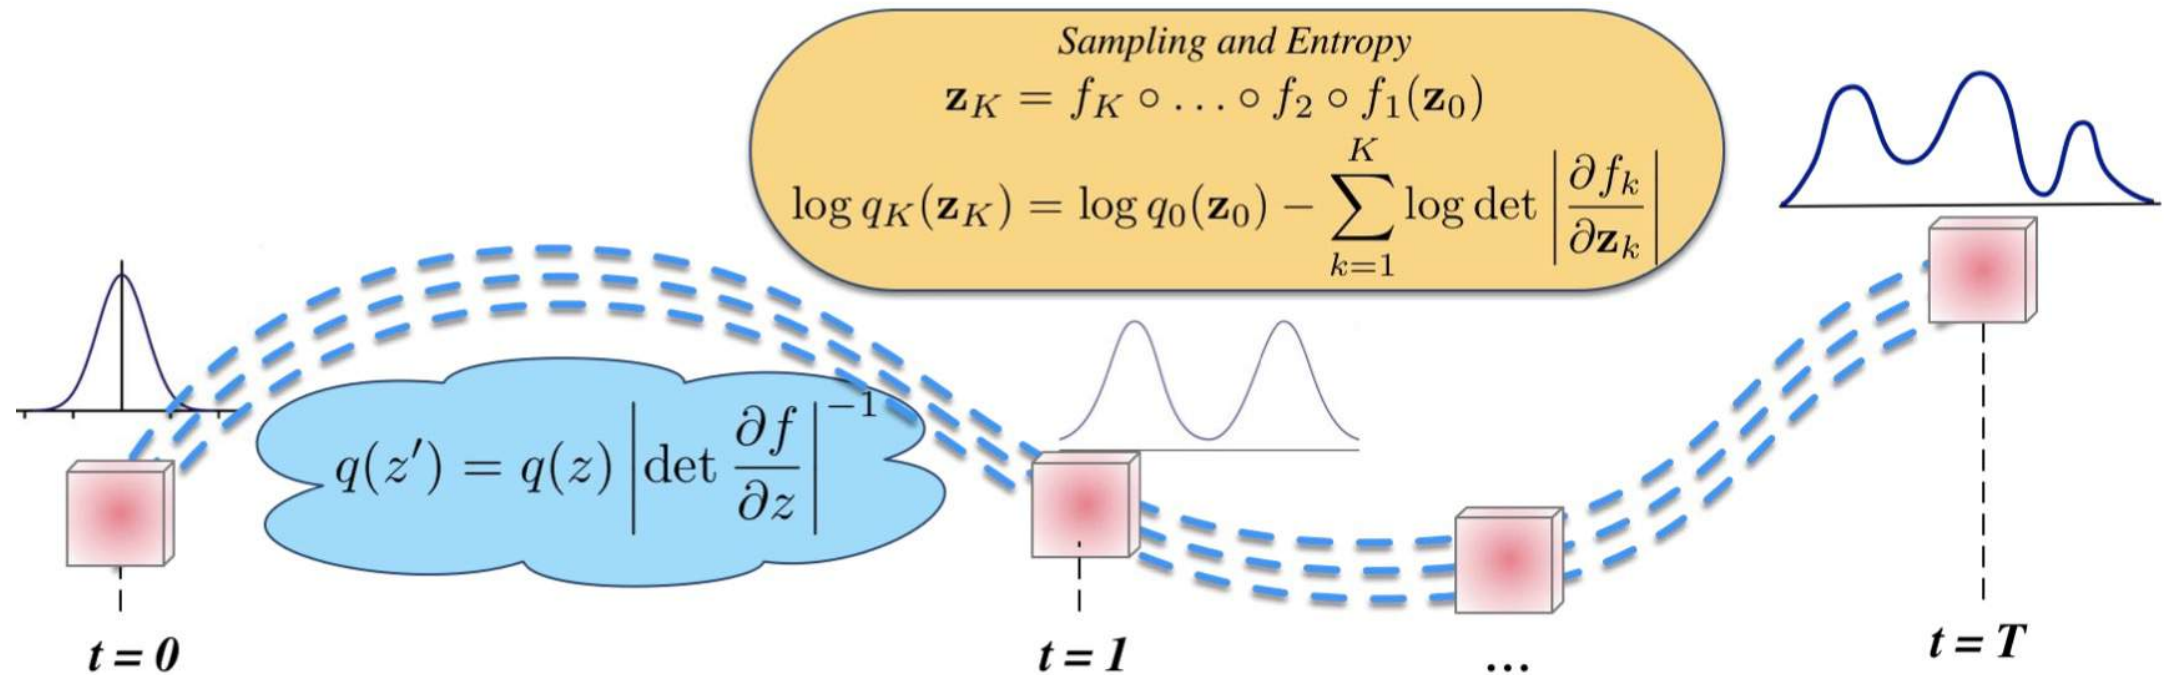 Sampling and Entropy
𝐳_K = f_K ∘ … ∘ f_2 ∘ f_1(𝐳_0)
log q_K(𝐳_K) = log q_0(𝐳_0) − ∑_{k=1}^{K} log det |∂f_k/∂𝐳_k|
q(z′) = q(z) |det ∂f/∂z|^{−1}
t = 0
t = 1
...
t = T